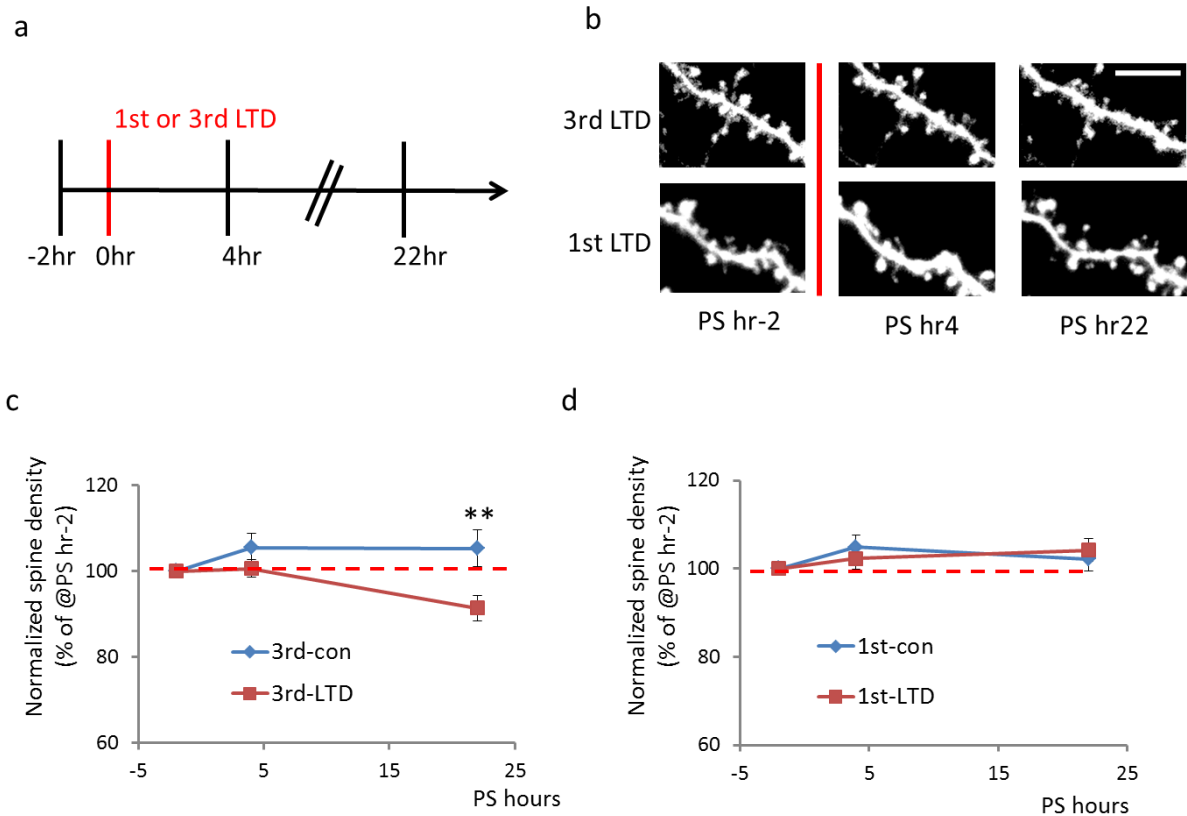 a
1st or 3rd LTD
-2hr 0hr 4hr 22hr
b
3rd LTD
1st LTD
PS hr-2 PS hr4 PS hr22
c
Normalized spine density
(% of @PS hr-2)
120
100
80
60
**
3rd-con
3rd-LTD
-5 5 15 25
PS hours
d
Normalized spine density
(% of @PS hr-2)
120
100
80
60
1st-con
1st-LTD
-5 5 15 25
PS hours